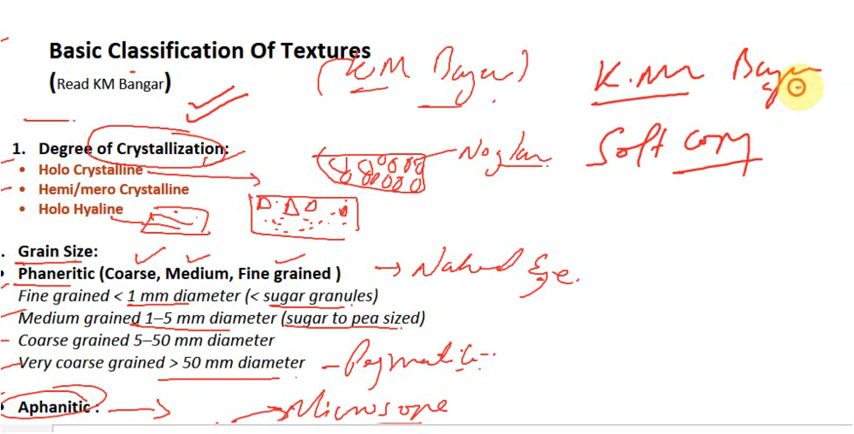 Basic Classification Of Textures
(Read KM Bangar)
(KM Bagar) K.M Bagar
Soft copy
1. Degree of Crystallization:
• Holo Crystalline
No glass
• Hemi/mero Crystalline
• Holo Hyaline
. Grain Size:
• Phaneritic (Coarse, Medium, Fine grained ) → Naked Eye.
Fine grained < 1 mm diameter (< sugar granules)
Medium grained 1–5 mm diameter (sugar to pea sized)
Coarse grained 5–50 mm diameter
Very coarse grained > 50 mm diameter - Pegmatitic
• Aphanitic : → Microscope